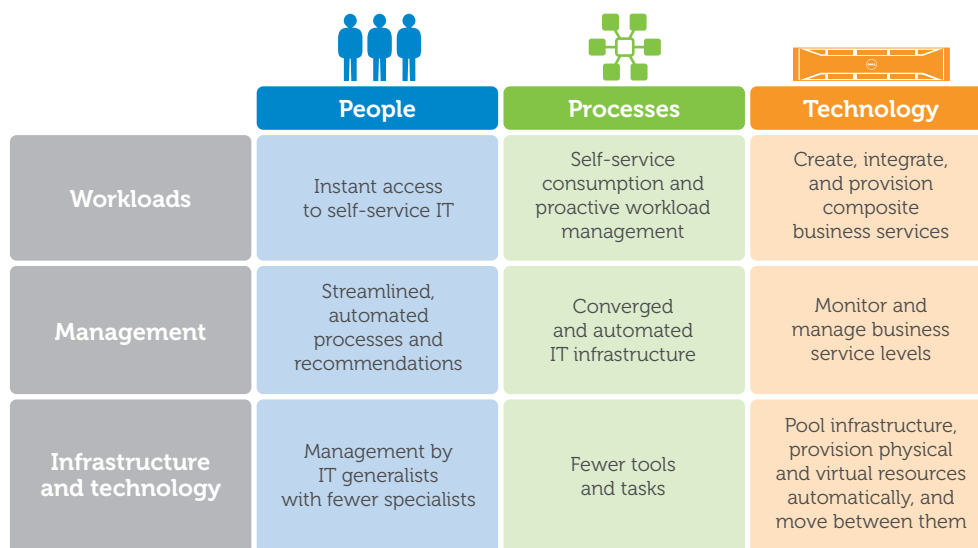 People
Processes
Technology
Workloads
Instant access
to self-service IT
Self-service
consumption and
proactive workload
management
Create, integrate,
and provision
composite
business services
Management
Streamlined,
automated
processes and
recommendations
Converged
and automated
IT infrastructure
Monitor and
manage business
service levels
Infrastructure
and technology
Management by
IT generalists
with fewer specialists
Fewer tools
and tasks
Pool infrastructure,
provision physical
and virtual resources
automatically, and
move between them